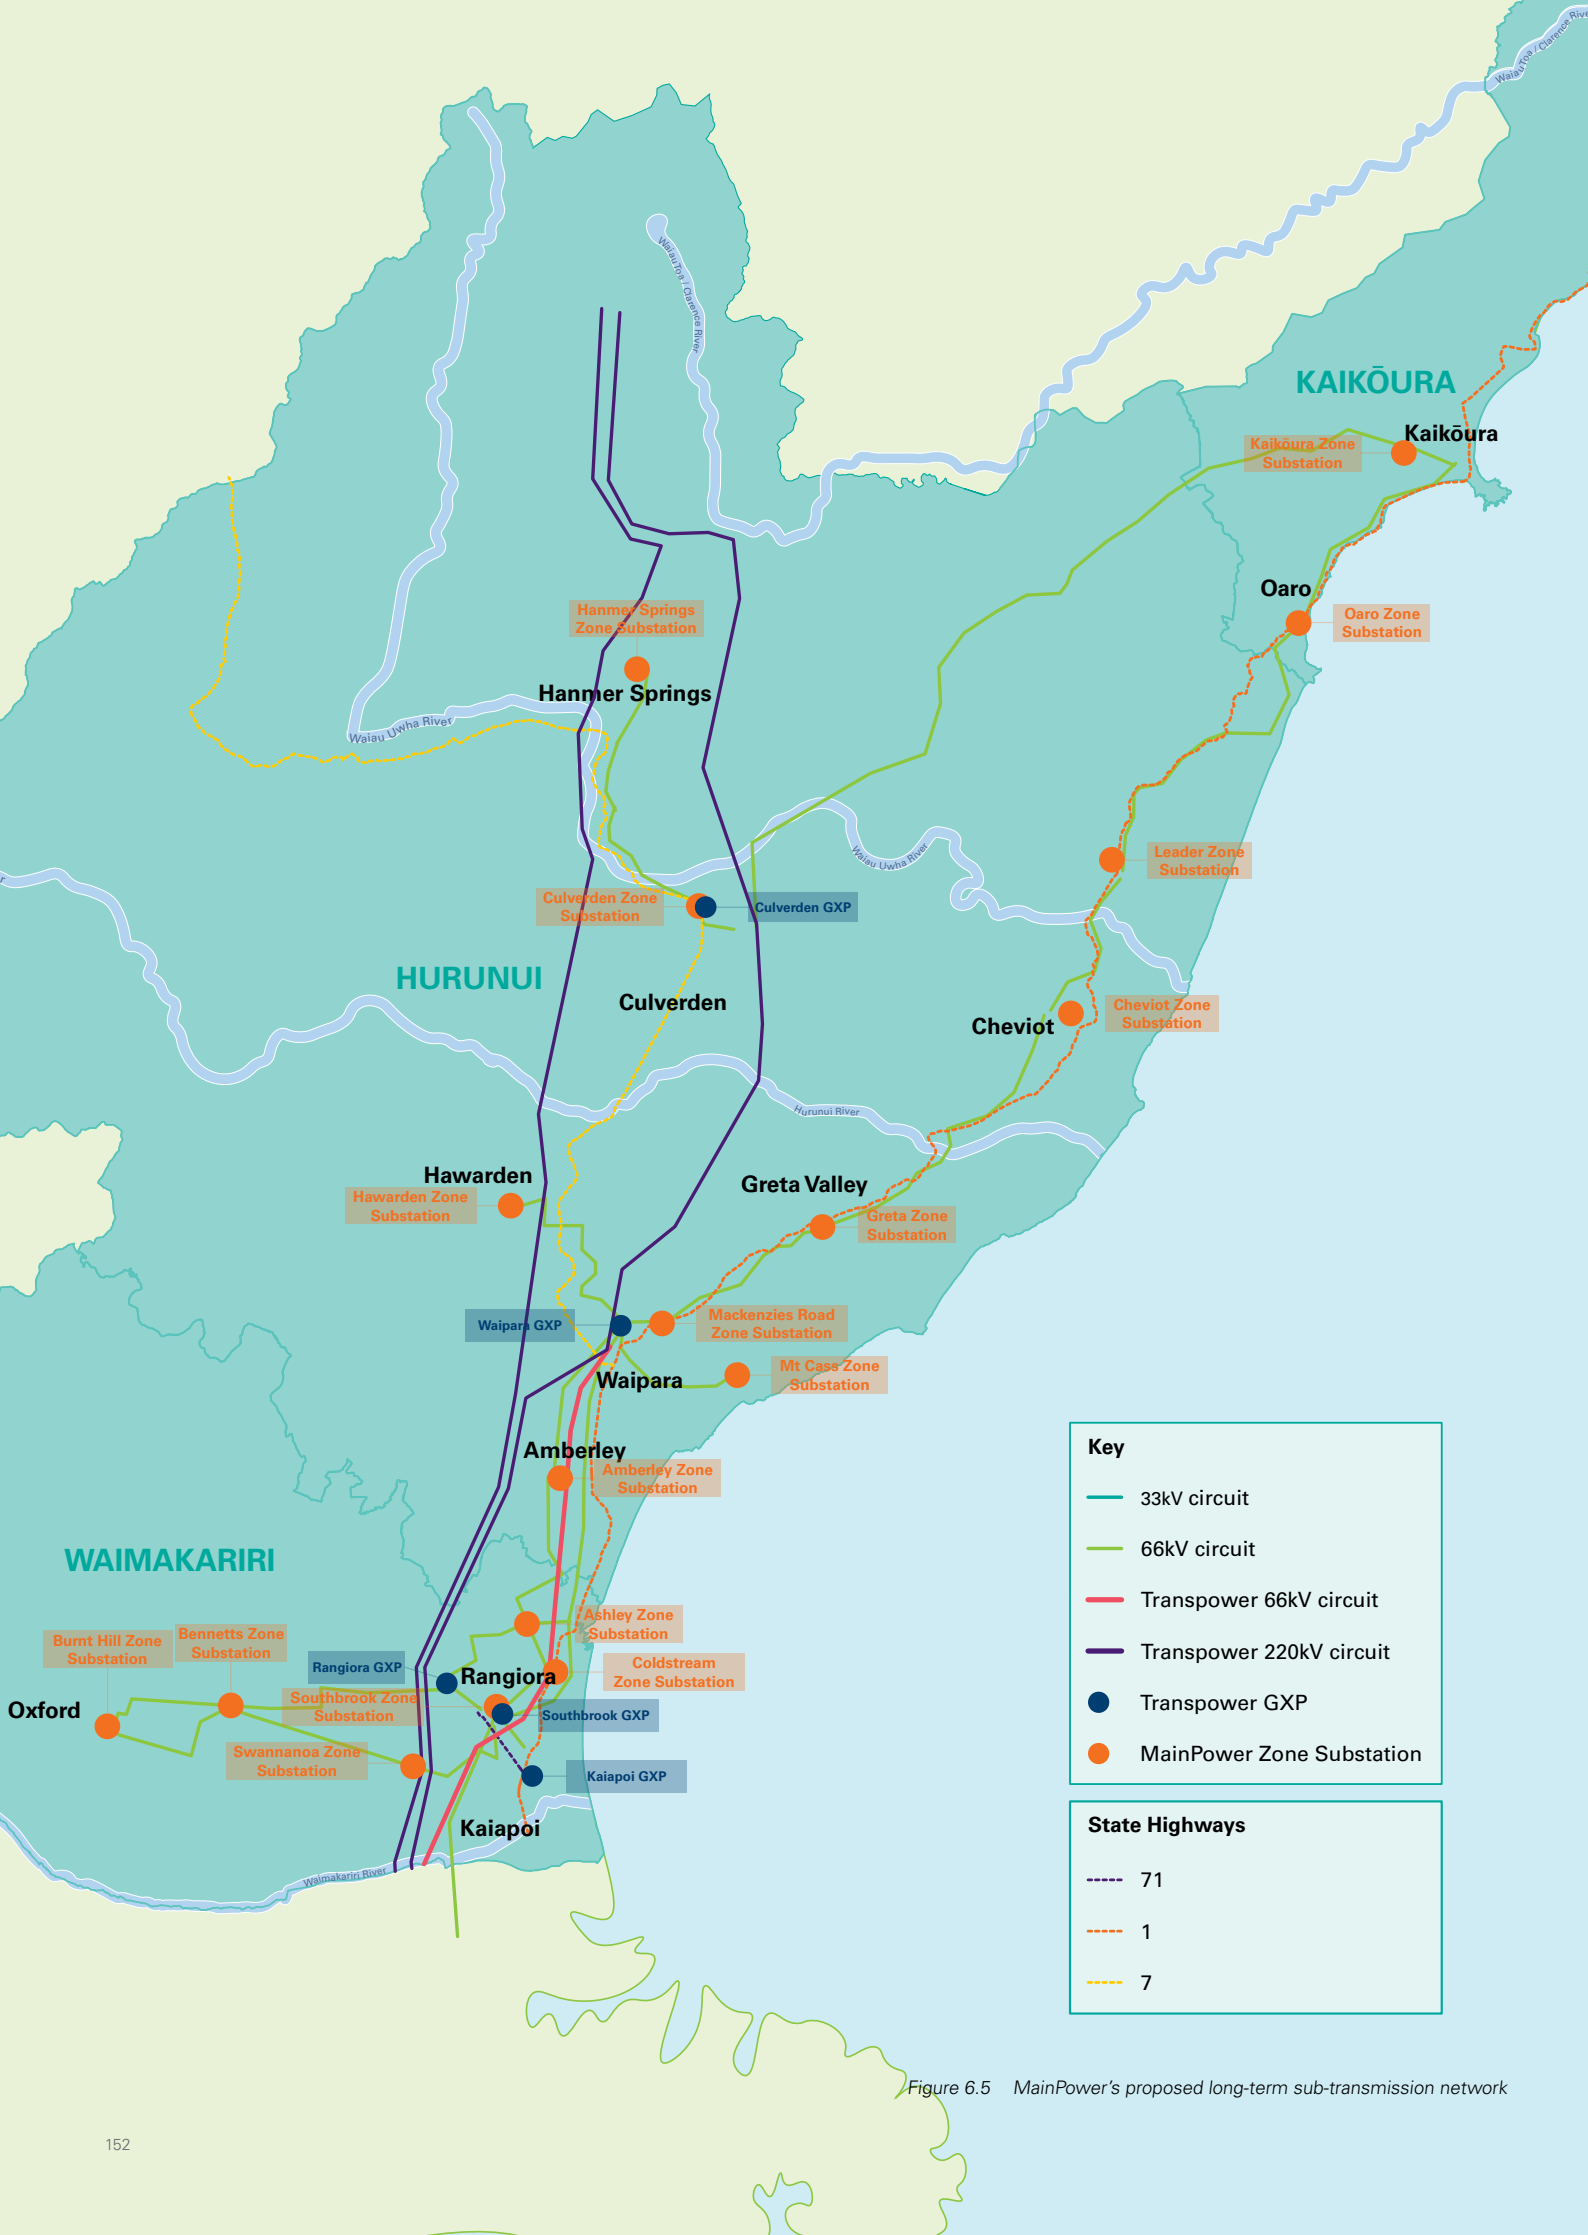 Waiau Toa / Clarence River
Waiau Toa / Clarence River
KAIKŌURA
Kaikōura
Kaikōura Zone
Substation
Oaro
Oaro Zone
Substation
Hanmer Springs
Zone Substation
Hanmer Springs
Waiau Uwha River
Waiau Uwha River
Leader Zone
Substation
Culverden Zone
Substation
Culverden GXP
HURUNUI
Culverden
Cheviot
Cheviot Zone
Substation
Hurunui River
Hawarden
Hawarden Zone
Substation
Greta Valley
Greta Zone
Substation
Waipara GXP
Mackenzies Road
Zone Substation
Waipara
Mt Cass Zone
Substation
Amberley
Amberley Zone
Substation
WAIMAKARIRI
Ashley Zone
Substation
Burnt Hill Zone
Substation
Bennetts Zone
Substation
Rangiora GXP
Rangiora
Coldstream
Zone Substation
Oxford
Southbrook Zone
Substation
Southbrook GXP
Swannanoa Zone
Substation
Kaiapoi GXP
Kaiapoi
Waimakariri River
Key
33kV circuit
66kV circuit
Transpower 66kV circuit
Transpower 220kV circuit
Transpower GXP
MainPower Zone Substation
State Highways
71
1
7
Figure 6.5 MainPower’s proposed long-term sub-transmission network
152